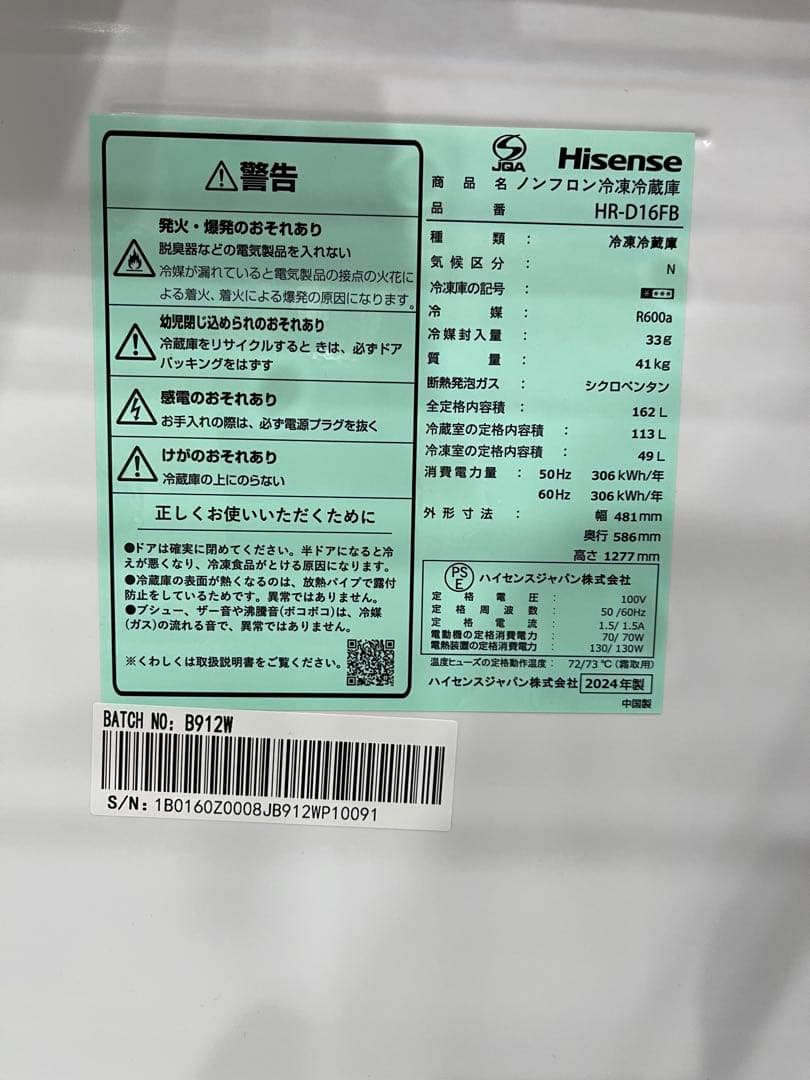 警告
発火・爆発のおそれあり
脱臭器などの電気製品を入れない
冷媒が漏れていると電気製品の接点の火花に
よる着火、着火による爆発の原因になります。
幼児閉じ込められのおそれあり
冷蔵庫をリサイクルするときは、必ずドア
パッキングをはずす
感電のおそれあり
お手入れの際は、必ず電源プラグを抜く
けがのおそれあり
冷蔵庫の上にのらない
正しくお使いいただくために
●ドアは確実に閉めてください。半ドアになると冷
えが悪くなり、冷凍食品がとける原因になります。
●冷蔵庫の表面が熱くなるのは、放熱パイプで露付
防止をしているためです。異常ではありません。
●プシュー、ザー音や沸騰音(ボコボコ)は、冷媒
(ガス)の流れる音で、異常ではありません。
※くわしくは取扱説明書をご覧ください。
JQA Hisense
商品名 ノンフロン冷凍冷蔵庫
品番 HR-D16FB
種類： 冷凍冷蔵庫
気候区分： N
冷凍庫の記号：
冷媒： R600a
冷媒封入量： 33g
質量： 41kg
断熱発泡ガス： シクロペンタン
全定格内容積： 162 L
冷蔵室の定格内容積： 113 L
冷凍室の定格内容積： 49 L
消費電力量： 50Hz 306 kWh/年
60Hz 306 kWh/年
外形寸法： 幅 481mm
奥行 586mm
高さ 1277mm
PSE ハイセンスジャパン株式会社
定格電圧： 100V
定格周波数： 50 /60Hz
定格電流： 1.5/ 1.5A
電動機の定格消費電力： 70/ 70W
電熱装置の定格消費電力： 130/ 130W
温度ヒューズの定格動作温度： 72/73 ℃ (霜取用)
ハイセンスジャパン株式会社 2024年製
中国製
BATCH NO: B912W
S/N: 1B0160Z0008JB912WP10091